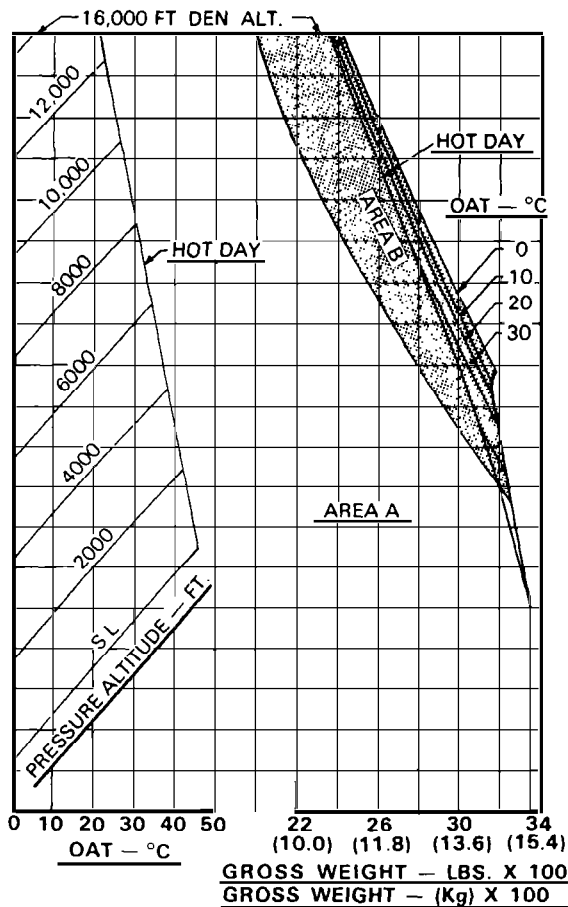 16,000 FT DEN ALT.
12,000
10,000
8000
6000
4000
2000
S L
PRESSURE ALTITUDE — FT.
HOT DAY
HOT DAY
AREA B
OAT — °C
0
10
20
30
AREA A
0 10 20 30 40 50
OAT — °C
22 26 30 34
(10.0) (11.8) (13.6) (15.4)
GROSS WEIGHT — LBS. X 100
GROSS WEIGHT — (Kg) X 100